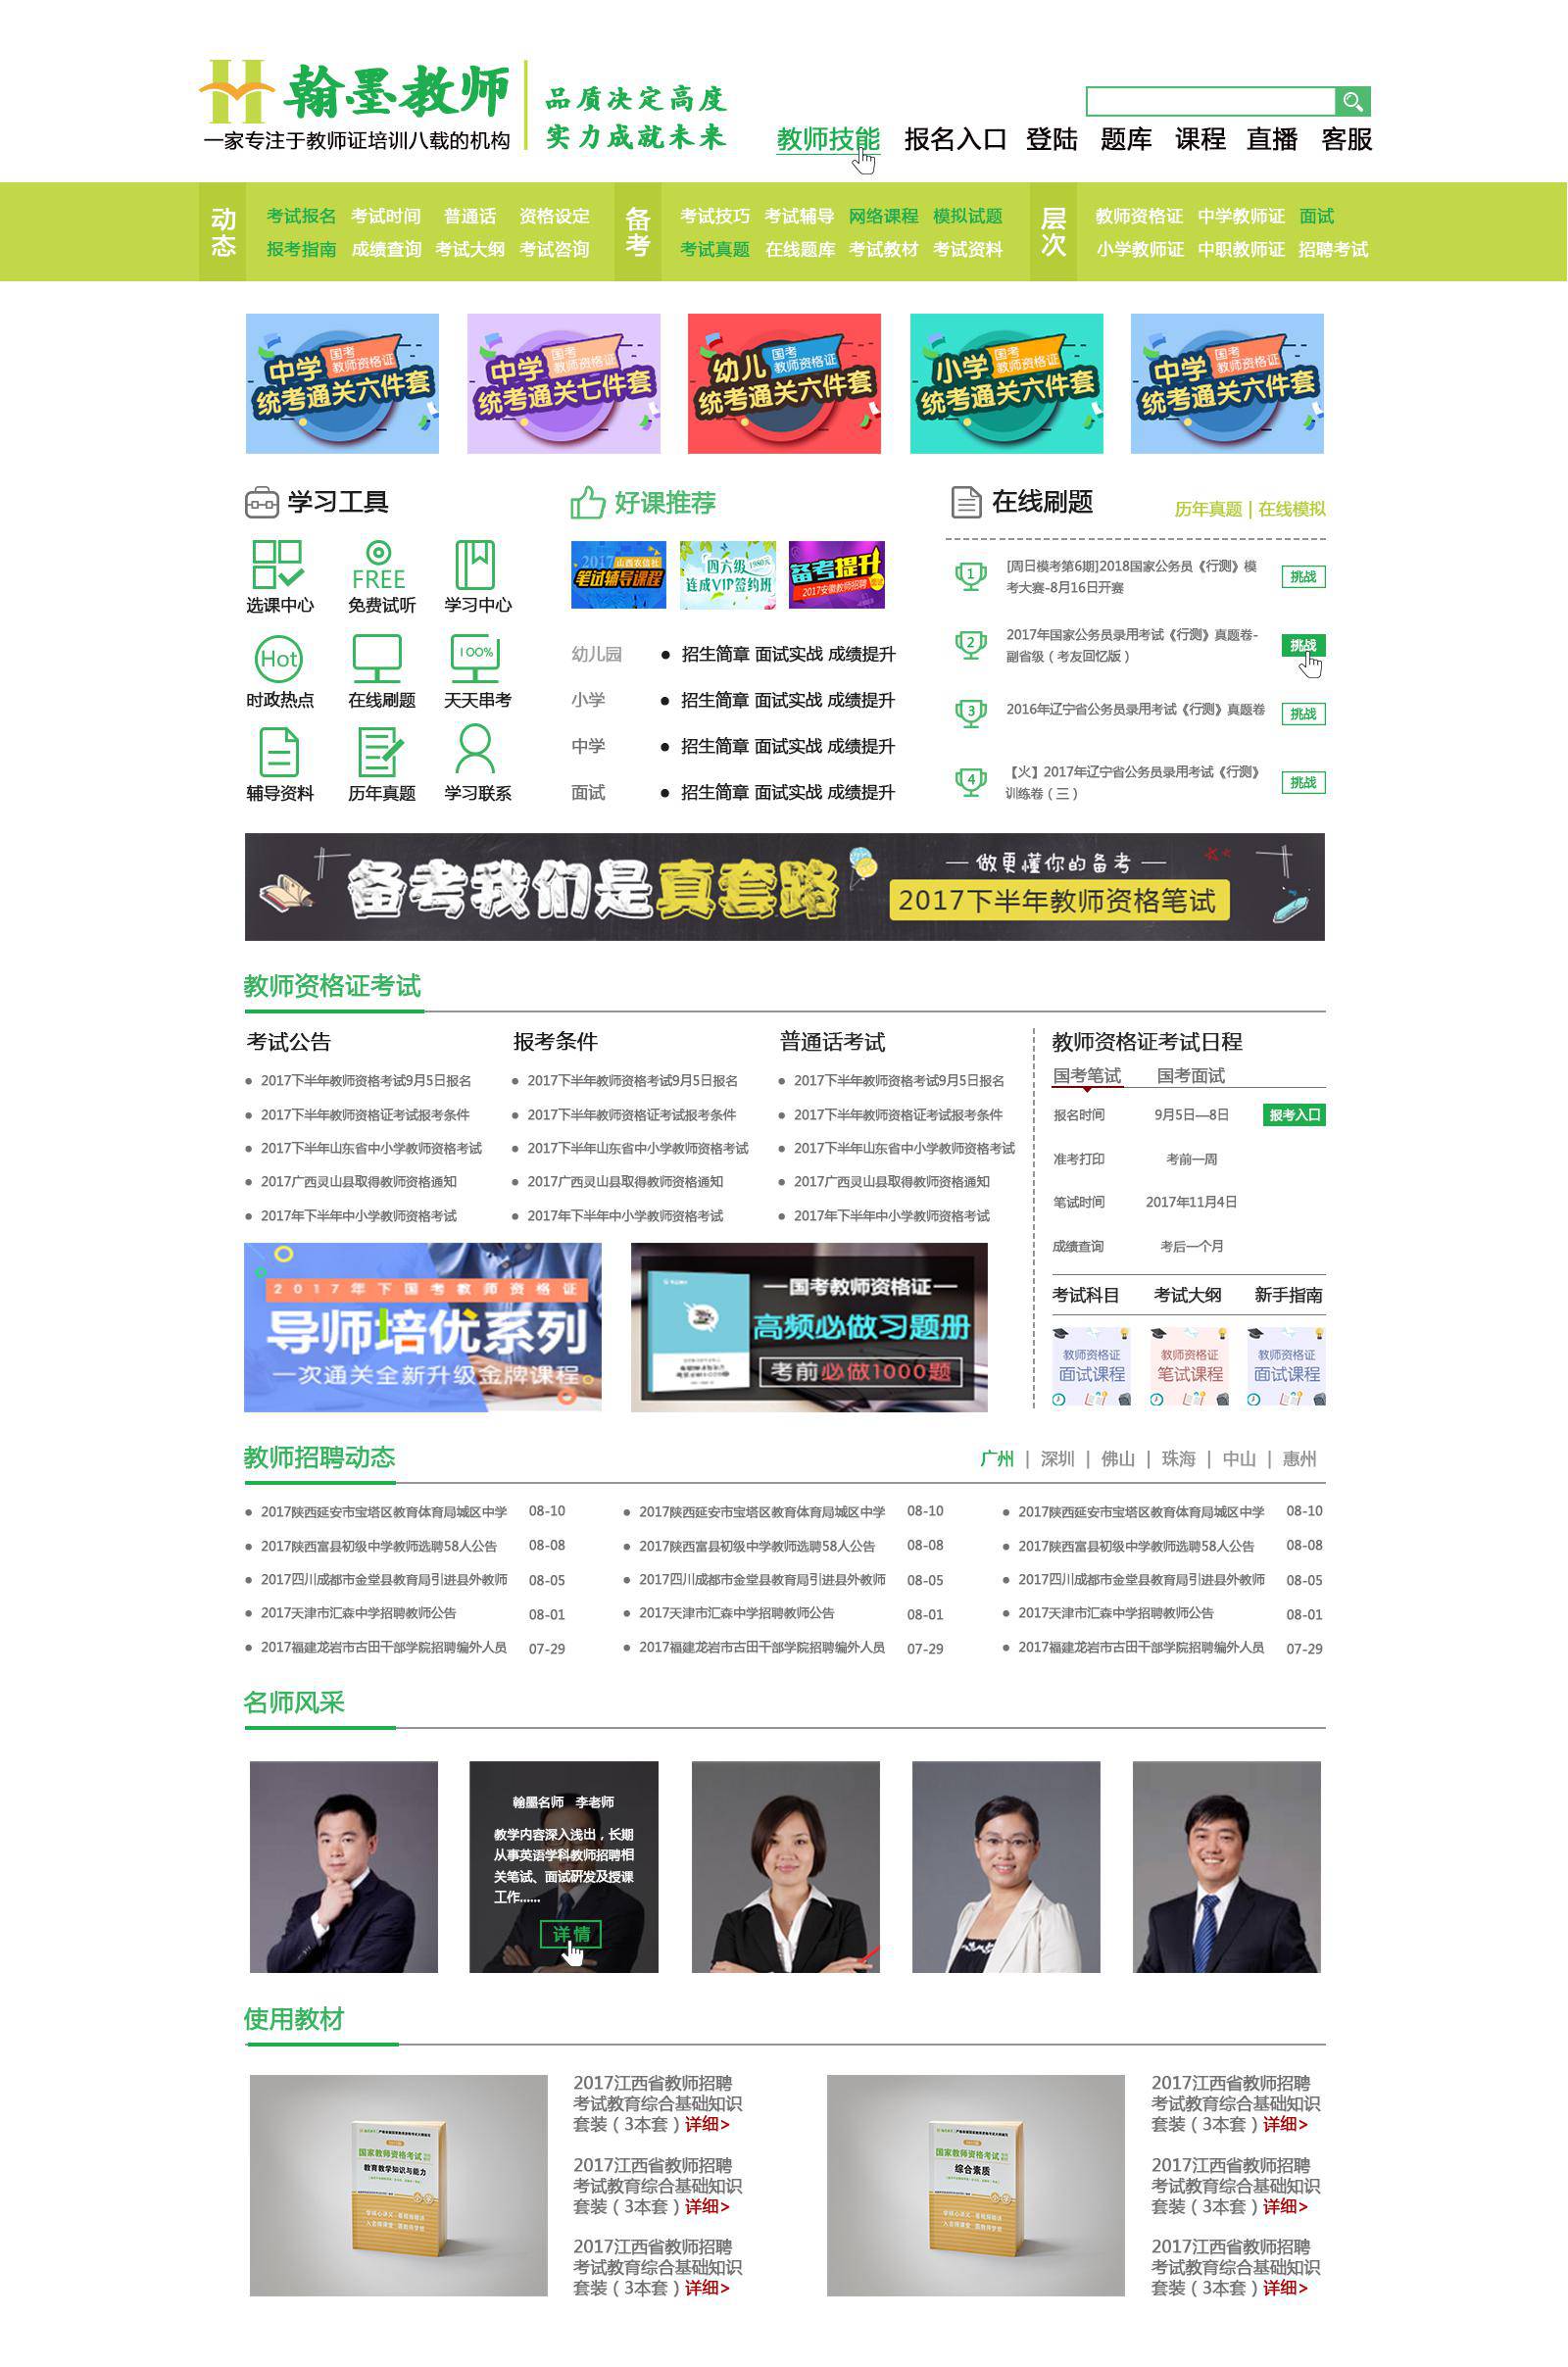 翰墨教师
一家专注于教师证培训八载的机构
品质决定高度
实力成就未来
教师技能 报名入口 登陆 题库 课程 直播 客服
动态
考试报名 考试时间 普通话 资格设定
报考指南 成绩查询 考试大纲 考试咨询
备考
考试技巧 考试辅导 网络课程 模拟试题
考试真题 在线题库 考试教材 考试资料
层次
教师资格证 中学教师证 面试
小学教师证 中职教师证 招聘考试
中学 国考 教师资格证
统考通关六件套
中学 国考 教师资格证
统考通关七件套
幼儿 国考 教师资格证
统考通关六件套
小学 国考 教师资格证
统考通关六件套
中学 国考 教师资格证
统考通关六件套
学习工具
FREE
选课中心 免费试听 学习中心
Hot 100%
时政热点 在线刷题 天天串考
辅导资料 历年真题 学习联系
好课推荐
2017 山西农信社
笔试辅导课程
四六级 1980元
连成VIP签约班
备考提升
2017安徽教师招聘 笔试
幼儿园 ● 招生简章 面试实战 成绩提升
小学 ● 招生简章 面试实战 成绩提升
中学 ● 招生简章 面试实战 成绩提升
面试 ● 招生简章 面试实战 成绩提升
在线刷题
历年真题 | 在线模拟
1 [周日模考第6期]2018国家公务员《行测》模
考大赛-8月16日开赛
挑战
2 2017年国家公务员录用考试《行测》真题卷-
副省级（考友回忆版）
挑战
3 2016年辽宁省公务员录用考试《行测》真题卷
挑战
4 【火】2017年辽宁省公务员录用考试《行测》
训练卷（三）
挑战
备考我们是真套路
—做更懂你的备考—
2017下半年教师资格笔试
教师资格证考试
考试公告
● 2017下半年教师资格考试9月5日报名
● 2017下半年教师资格证考试报考条件
● 2017下半年山东省中小学教师资格考试
● 2017广西灵山县取得教师资格通知
● 2017年下半年中小学教师资格考试
报考条件
● 2017下半年教师资格考试9月5日报名
● 2017下半年教师资格证考试报考条件
● 2017下半年山东省中小学教师资格考试
● 2017广西灵山县取得教师资格通知
● 2017年下半年中小学教师资格考试
普通话考试
● 2017下半年教师资格考试9月5日报名
● 2017下半年教师资格证考试报考条件
● 2017下半年山东省中小学教师资格考试
● 2017广西灵山县取得教师资格通知
● 2017年下半年中小学教师资格考试
2017年下国考教师资格证
导师培优系列
一次通关全新升级金牌课程
—国考教师资格证—
高频必做习题册
考前必做1000题
教师资格证考试日程
国考笔试 国考面试
报名时间 9月5日—8日 报考入口
准考打印 考前一周
笔试时间 2017年11月4日
成绩查询 考后一个月
考试科目 考试大纲 新手指南
教师资格证
面试课程
教师资格证
笔试课程
教师资格证
面试课程
教师招聘动态
广州 | 深圳 | 佛山 | 珠海 | 中山 | 惠州
● 2017陕西延安市宝塔区教育体育局城区中学 08-10
● 2017陕西富县初级中学教师选聘58人公告 08-08
● 2017四川成都市金堂县教育局引进县外教师 08-05
● 2017天津市汇森中学招聘教师公告 08-01
● 2017福建龙岩市古田干部学院招聘编外人员 07-29
● 2017陕西延安市宝塔区教育体育局城区中学 08-10
● 2017陕西富县初级中学教师选聘58人公告 08-08
● 2017四川成都市金堂县教育局引进县外教师 08-05
● 2017天津市汇森中学招聘教师公告 08-01
● 2017福建龙岩市古田干部学院招聘编外人员 07-29
● 2017陕西延安市宝塔区教育体育局城区中学 08-10
● 2017陕西富县初级中学教师选聘58人公告 08-08
● 2017四川成都市金堂县教育局引进县外教师 08-05
● 2017天津市汇森中学招聘教师公告 08-01
● 2017福建龙岩市古田干部学院招聘编外人员 07-29
名师风采
翰墨名师 李老师
教学内容深入浅出，长期
从事英语学科教师招聘相
关笔试、面试研发及授课
工作......
详情
使用教材
国家教师资格考试
教育教学知识与能力
2017江西省教师招聘
考试教育综合基础知识
套装（3本套）详细>
2017江西省教师招聘
考试教育综合基础知识
套装（3本套）详细>
2017江西省教师招聘
考试教育综合基础知识
套装（3本套）详细>
国家教师资格考试
综合素质
2017江西省教师招聘
考试教育综合基础知识
套装（3本套）详细>
2017江西省教师招聘
考试教育综合基础知识
套装（3本套）详细>
2017江西省教师招聘
考试教育综合基础知识
套装（3本套）详细>